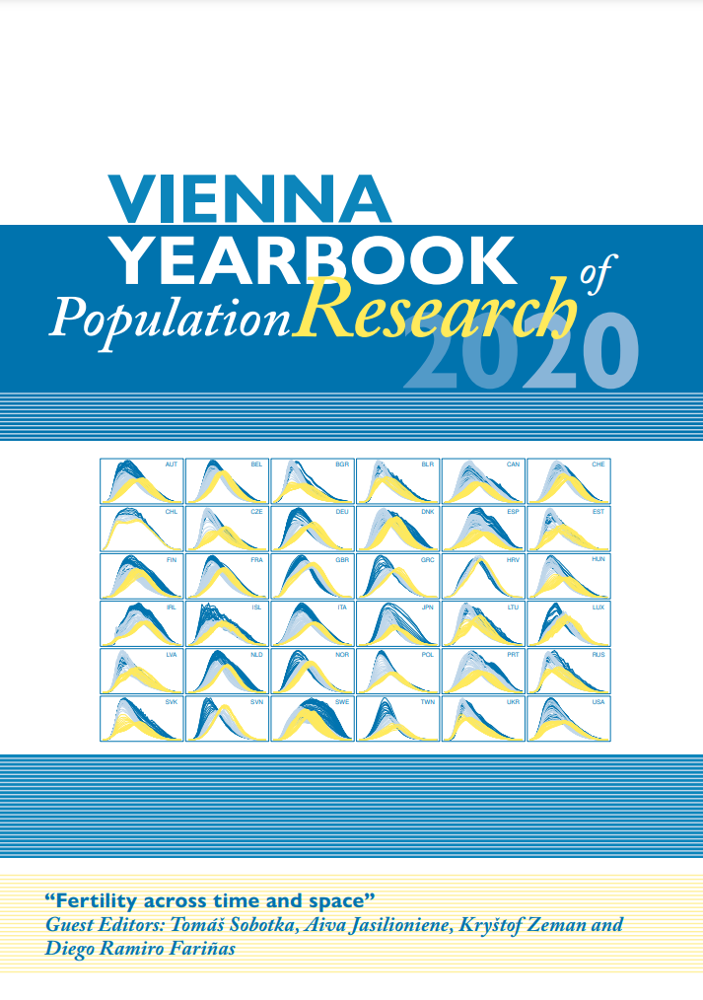 VIENNA
YEARBOOK of
Population Research
2020
AUT BEL BGR BLR CAN CHE
CHL CZE DEU DNK ESP EST
FIN FRA GBR GRC HRV HUN
IRL ISL ITA JPN LTU LUX
LVA NLD NOR POL PRT RUS
SVK SVN SWE TWN UKR USA
“Fertility across time and space”
Guest Editors: Tomáš Sobotka, Aiva Jasilioniene, Kryštof Zeman and
Diego Ramiro Fariñas